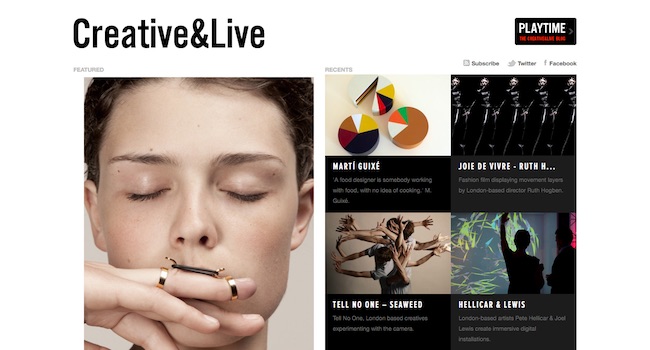 Creative&Live
PLAYTIME
THE CREATIVE&LIVE BLOG
Subscribe
Twitter
Facebook
FEATURED
RECENTS
MARTÍ GUIXÉ
'A food designer is somebody working
with food, with no idea of cooking.' M.
Guixé.
JOIE DE VIVRE - RUTH H...
Fashion film displaying movement layers
by London-based director Ruth Hogben.
TELL NO ONE – SEAWEED
Tell No One, London based creatives
experimenting with the camera.
HELLICAR & LEWIS
London-based artists Pete Hellicar & Joel
Lewis create immersive digital
installations.